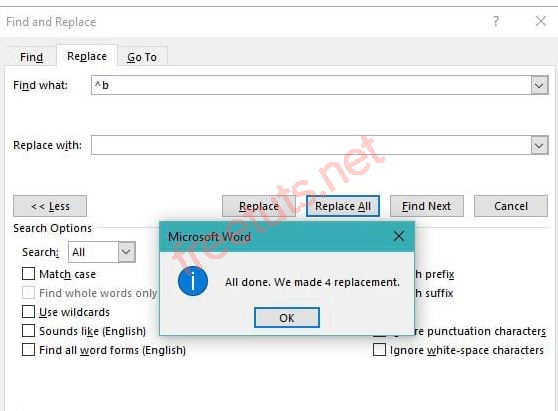 Find and Replace ? ×
Find Replace Go To
Find what: ^b
Replace with:
<< Less Replace Replace All Find Next Cancel
Search Options
Search: All
Microsoft Word
All done. We made 4 replacement.
OK
Match case
Find whole words only
Use wildcards
Sounds like (English)
Find all word forms (English)
prefix
suffix
punctuation characters
Ignore white-space characters
freetuts.net